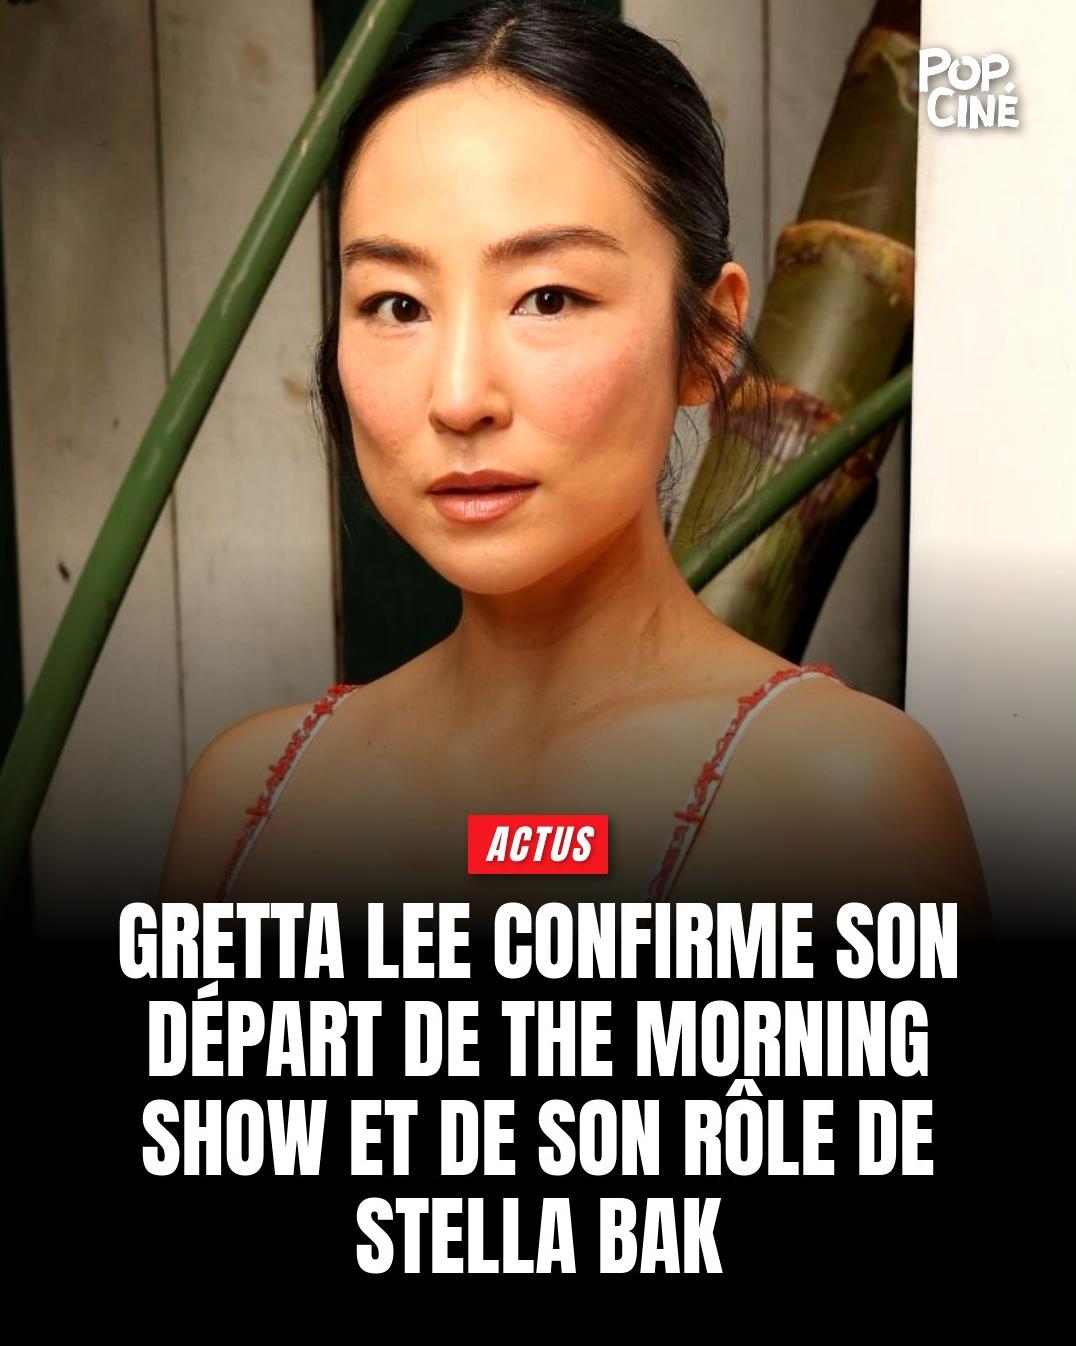 POP
CINÉ
ACTUS
GRETTA LEE CONFIRME SON
DÉPART DE THE MORNING
SHOW ET DE SON RÔLE DE
STELLA BAK